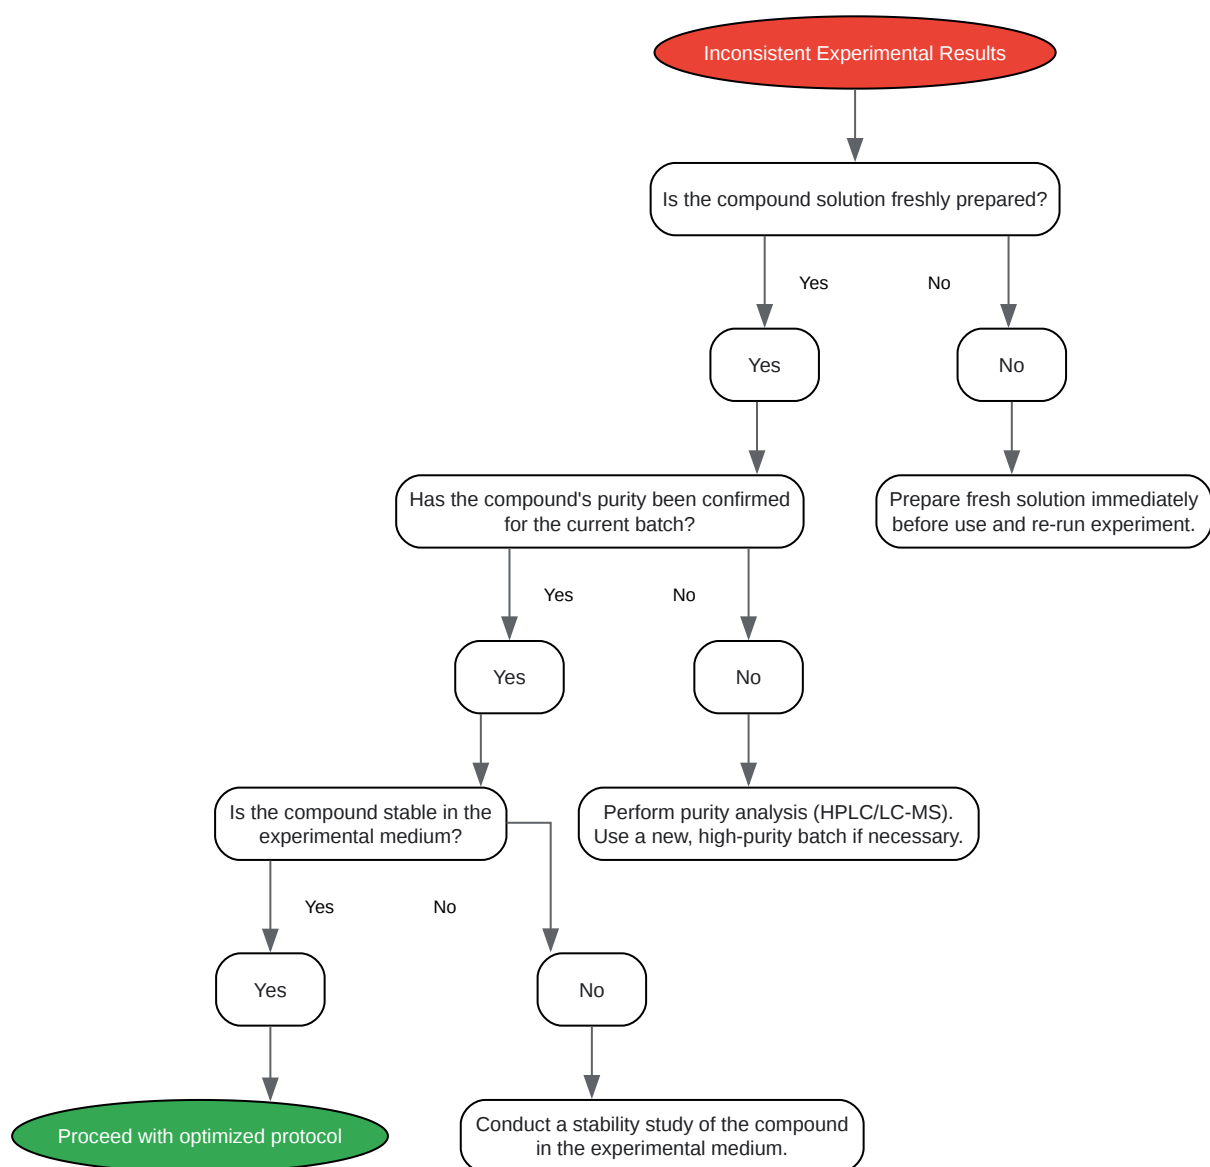 Inconsistent Experimental Results
Is the compound solution freshly prepared?
Yes
No
Yes
No
Has the compound's purity been confirmed
for the current batch?
Prepare fresh solution immediately
before use and re-run experiment.
Yes
No
Yes
No
Is the compound stable in the
experimental medium?
Perform purity analysis (HPLC/LC-MS).
Use a new, high-purity batch if necessary.
Yes
No
Yes
No
Proceed with optimized protocol
Conduct a stability study of the compound
in the experimental medium.